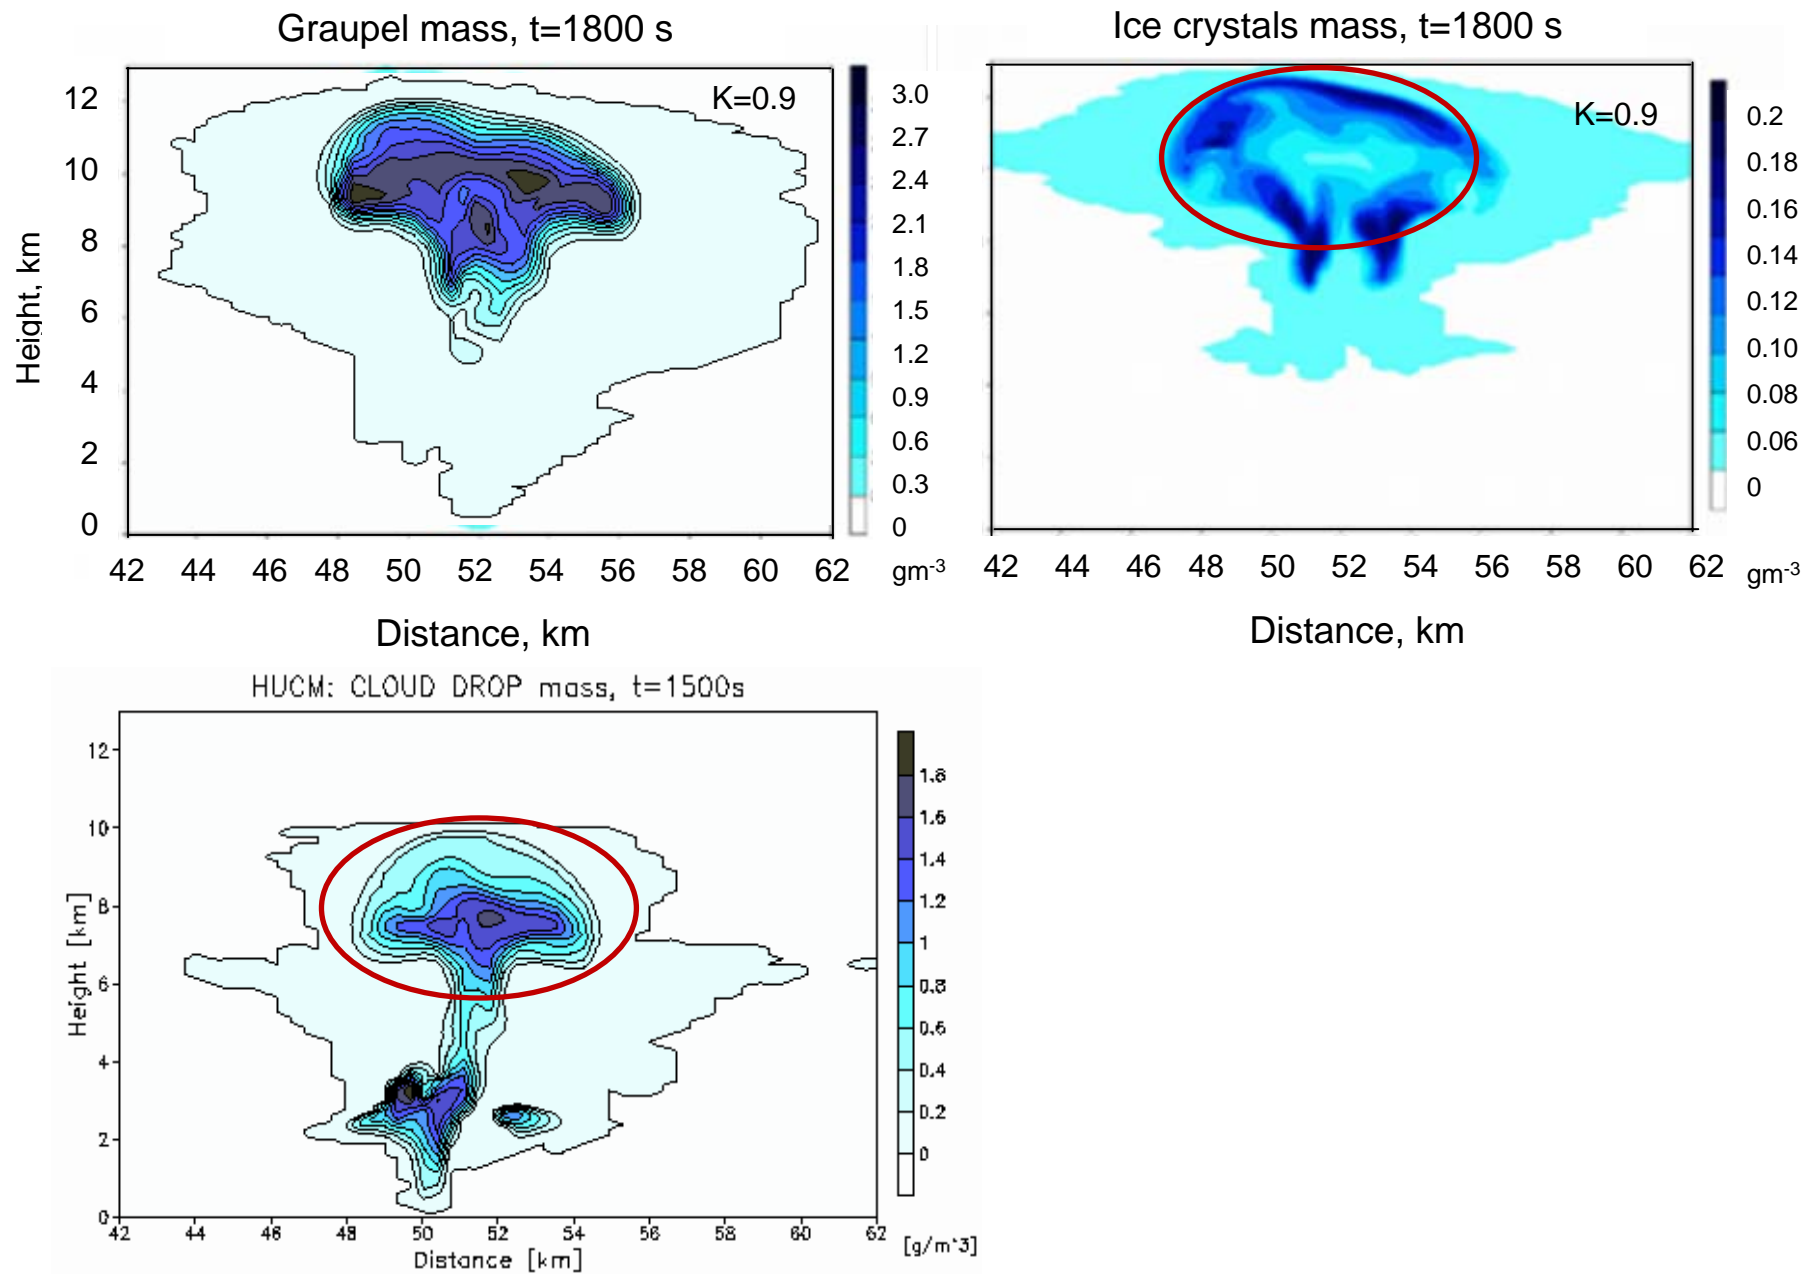 Graupel mass, t=1800 s
K=0.9
12
10
8
6
4
2
0
Height, km
42 44 46 48 50 52 54 56 58 60 62
Distance, km
3.0
2.7
2.4
2.1
1.8
1.5
1.2
0.9
0.6
0.3
0
gm-3
Ice crystals mass, t=1800 s
K=0.9
42 44 46 48 50 52 54 56 58 60 62
Distance, km
0.2
0.18
0.16
0.14
0.12
0.10
0.08
0.06
0
gm-3
HUCM: CLOUD DROP mass, t=1500s
12
10
8
6
4
2
0
Height [km]
42 44 46 48 50 52 54 56 58 60 62
Distance [km]
1.8
1.6
1.4
1.2
1
0.8
0.6
0.4
0.2
0
[g/m^3]